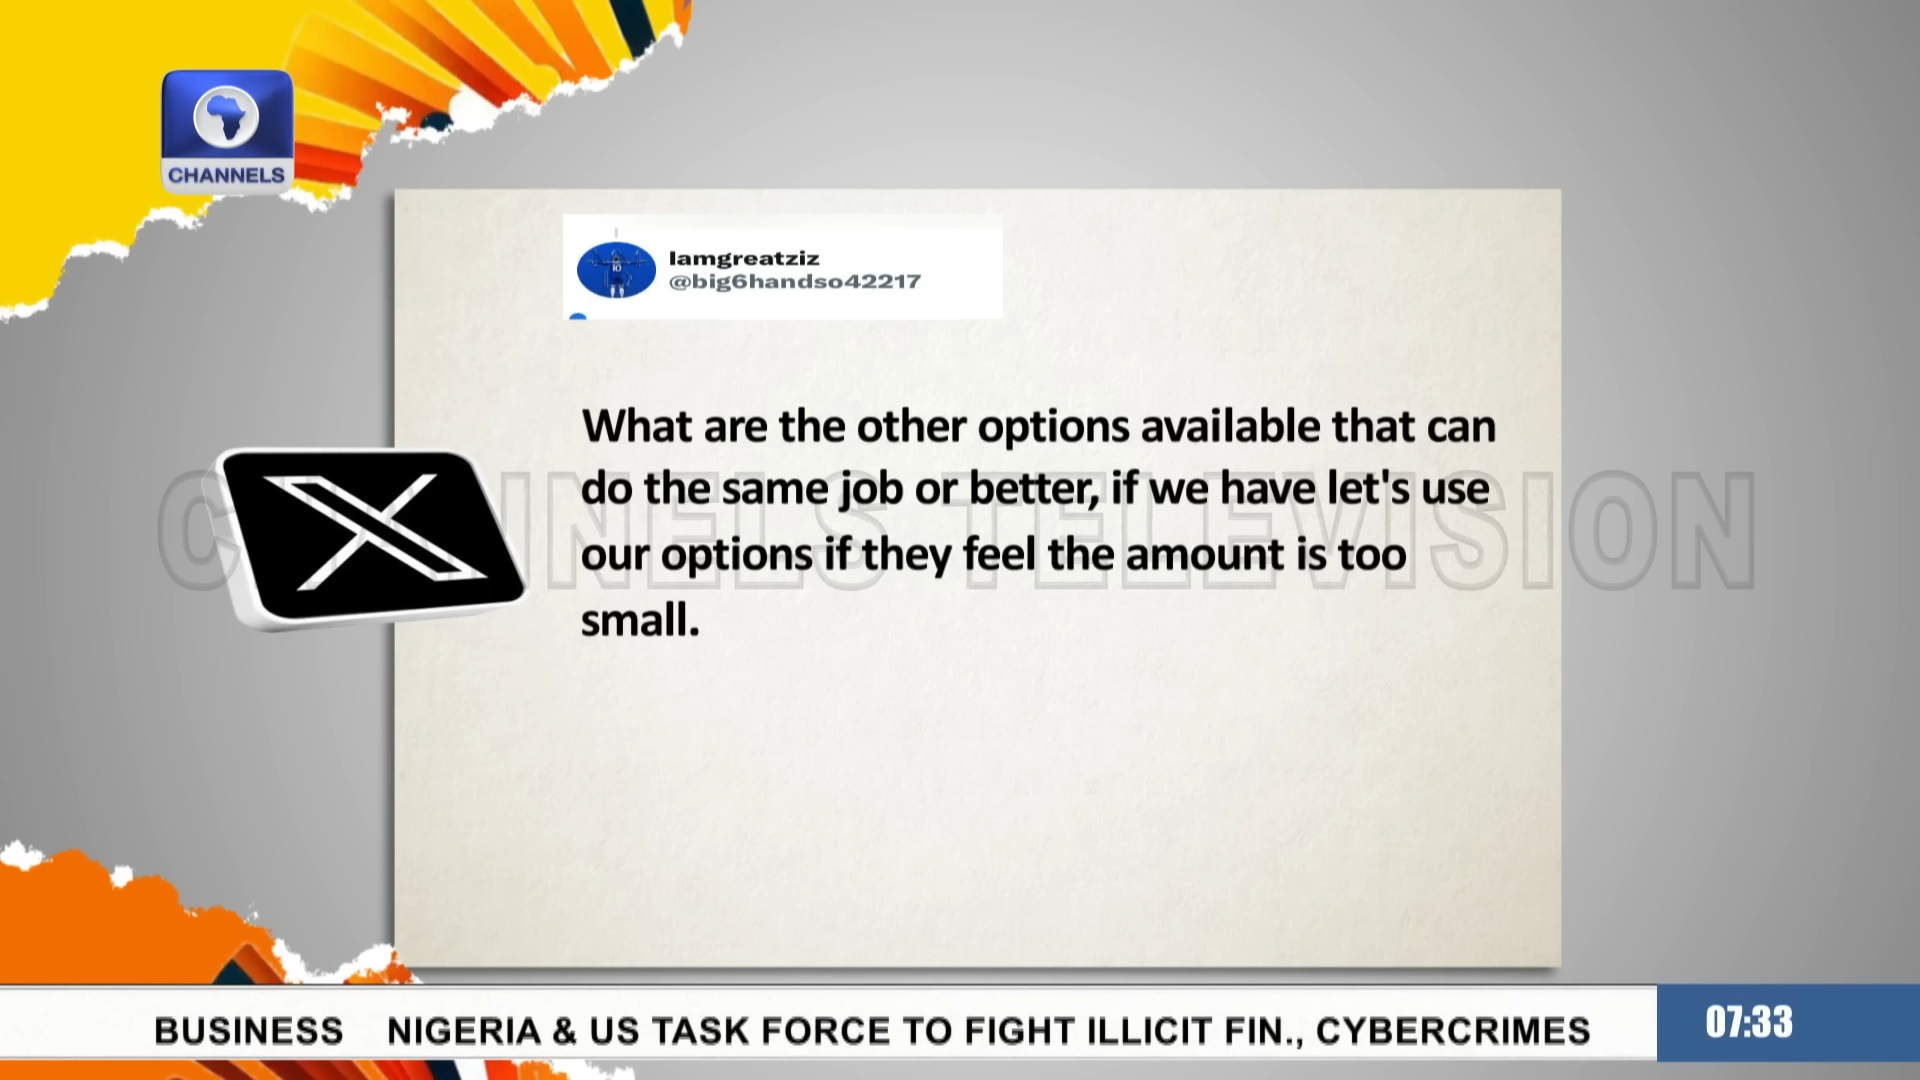 CHANNELS
Iamgreatziz
@big6handso42217
What are the other options available that can
do the same job or better, if we have let's use
our options if they feel the amount is too
small.
CHANNELS TELEVISION
BUSINESS NIGERIA & US TASK FORCE TO FIGHT ILLICIT FIN., CYBERCRIMES
07:33